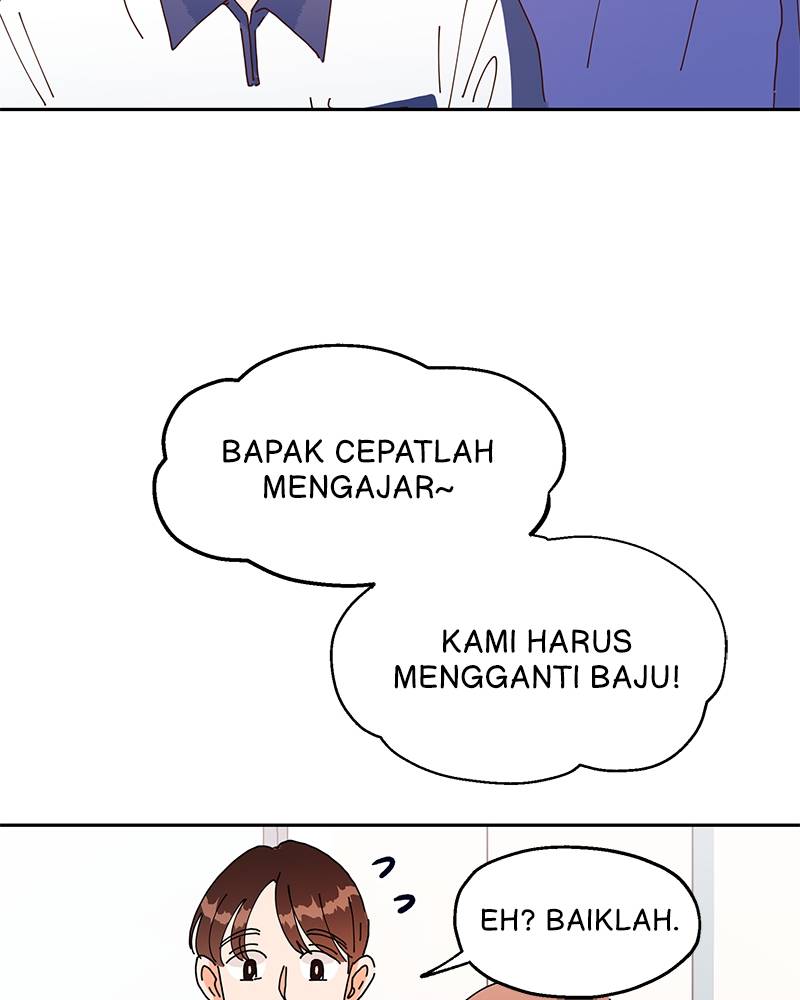 BAPAK CEPATLAH
MENGAJAR~
KAMI HARUS
MENGGANTI BAJU!
EH? BAIKLAH.